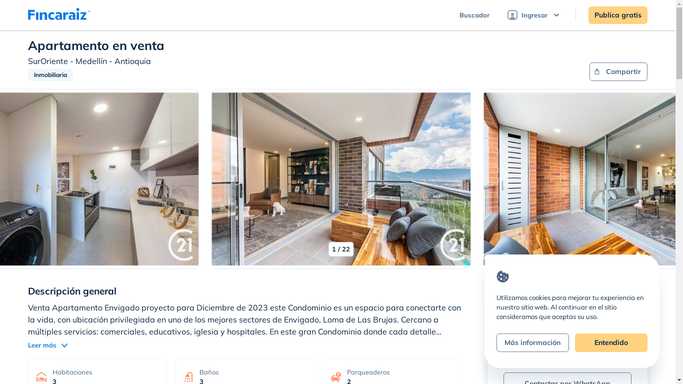 Fincaraiz
Buscador
Ingresar
Publica gratis
Apartamento en venta
SurOriente - Medellín - Antioquia
Inmobiliaria
Compartir
21
1 / 22
21
Descripción general
Venta Apartamento Envigado proyecto para Diciembre de 2023 este Condominio es un espacio para conectarte con
la vida, con ubicación privilegiada en uno de los mejores sectores de Envigado, Loma de Las Brujas. Cercano a
múltiples servicios: comerciales, educativos, iglesia y hospitales. En este gran Condominio donde cada detalle...
Leer más
Habitaciones
3
Baños
3
Parqueaderos
2
Utilizamos cookies para mejorar tu experiencia en
nuestro sitio web. Al continuar en el sitio
consideramos que aceptas su uso.
Más información
Entendido
Contactar por WhatsApp